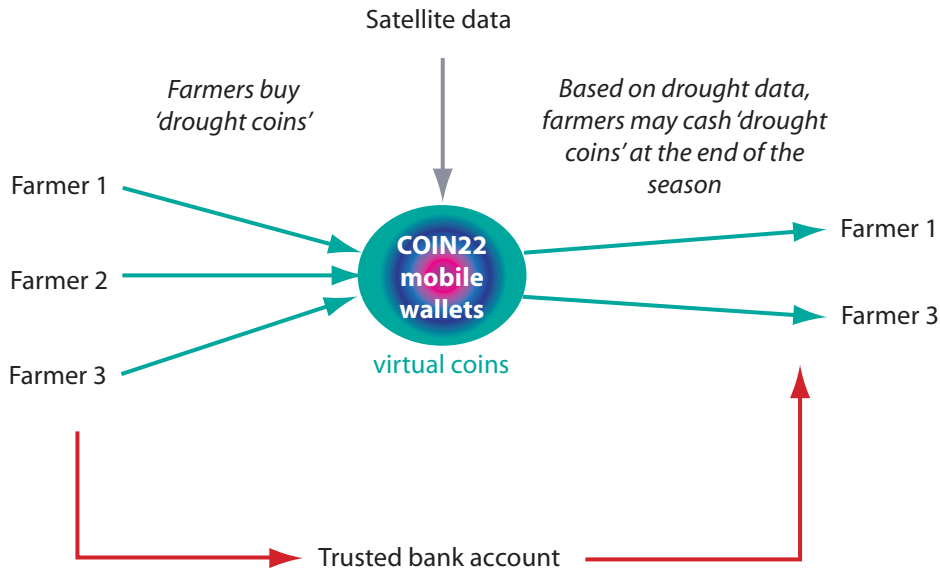 Satellite data
Farmers buy
‘drought coins’
Based on drought data,
farmers may cash ‘drought
coins’ at the end of the
season
Farmer 1
Farmer 2
Farmer 3
COIN22
mobile
wallets
virtual coins
Farmer 1
Farmer 3
Trusted bank account